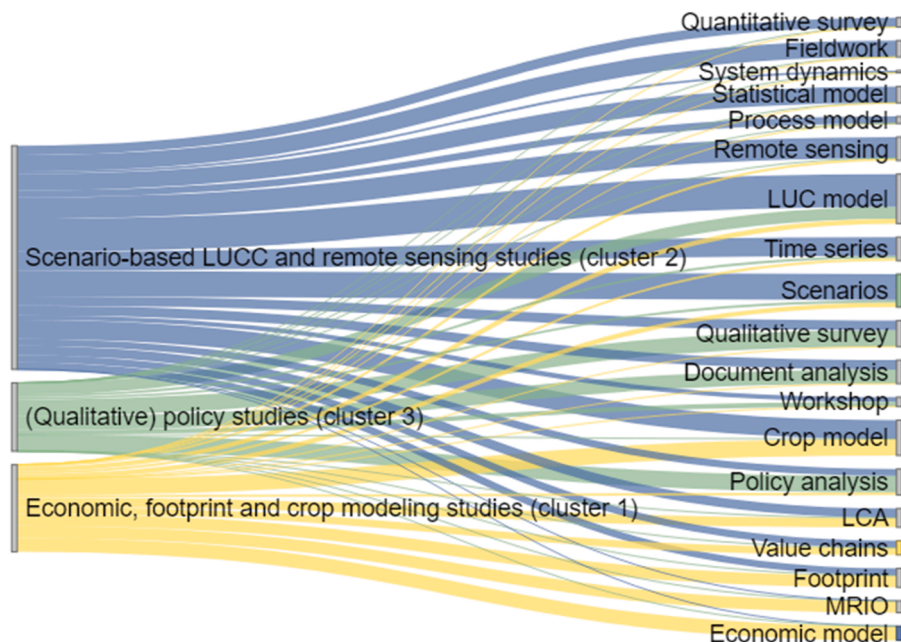 Scenario-based LUCC and remote sensing studies (cluster 2)
(Qualitative) policy studies (cluster 3)
Economic, footprint and crop modeling studies (cluster 1)
Quantitative survey
Fieldwork
System dynamics
Statistical model
Process model
Remote sensing
LUC model
Time series
Scenarios
Qualitative survey
Document analysis
Workshop
Crop model
Policy analysis
LCA
Value chains
Footprint
MRIO
Economic model